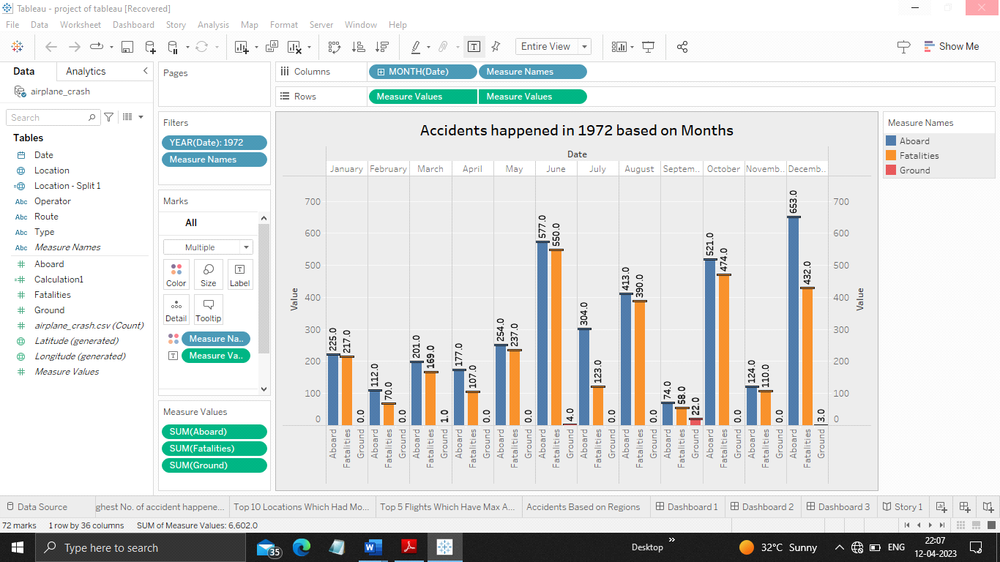 Tableau - project of tableau [Recovered]
File Data Worksheet Dashboard Story Analysis Map Format Server Window Help
Entire View
Show Me
Data Analytics
airplane_crash
Search
Tables
Date
Location
Location - Split 1
Abc Operator
Abc Route
Abc Type
Abc Measure Names
Aboard
Calculation1
Fatalities
Ground
airplane_crash.csv (Count)
Latitude (generated)
Longitude (generated)
Measure Values
Pages
Filters
YEAR(Date): 1972
Measure Names
Marks
All
Multiple
Color Size Label
Detail Tooltip
Measure Na..
Measure Va..
Measure Values
SUM(Aboard)
SUM(Fatalities)
SUM(Ground)
Columns MONTH(Date) Measure Names
Rows Measure Values Measure Values
Accidents happened in 1972 based on Months
Date
January February March April May June July August Septem.. October Novemb.. Decemb..
Value
700
600
500
400
300
200
100
0
225.0 217.0 0.0
112.0 70.0 0.0
201.0 169.0 1.0
177.0 107.0 0.0
254.0 237.0 0.0
577.0 550.0 4.0
304.0 123.0 0.0
413.0 390.0 0.0
74.0 58.0 22.0
521.0 474.0 0.0
124.0 110.0 0.0
653.0 432.0 3.0
700
600
500
400
300
200
100
0
Value
Aboard Fatalities Ground Aboard Fatalities Ground Aboard Fatalities Ground Aboard Fatalities Ground Aboard Fatalities Ground Aboard Fatalities Ground Aboard Fatalities Ground Aboard Fatalities Ground Aboard Fatalities Ground Aboard Fatalities Ground Aboard Fatalities Ground Aboard Fatalities Ground
Measure Names
Aboard
Fatalities
Ground
Data Source ghest No. of accident happene... Top 10 Locations Which Had Mo... Top 5 Flights Which Have Max A... Accidents Based on Regions Dashboard 1 Dashboard 2 Dashboard 3 Story 1
72 marks 1 row by 36 columns SUM of Measure Values: 6,602.0
Type here to search
35
Desktop
32°C Sunny
ENG
22:07
12-04-2023